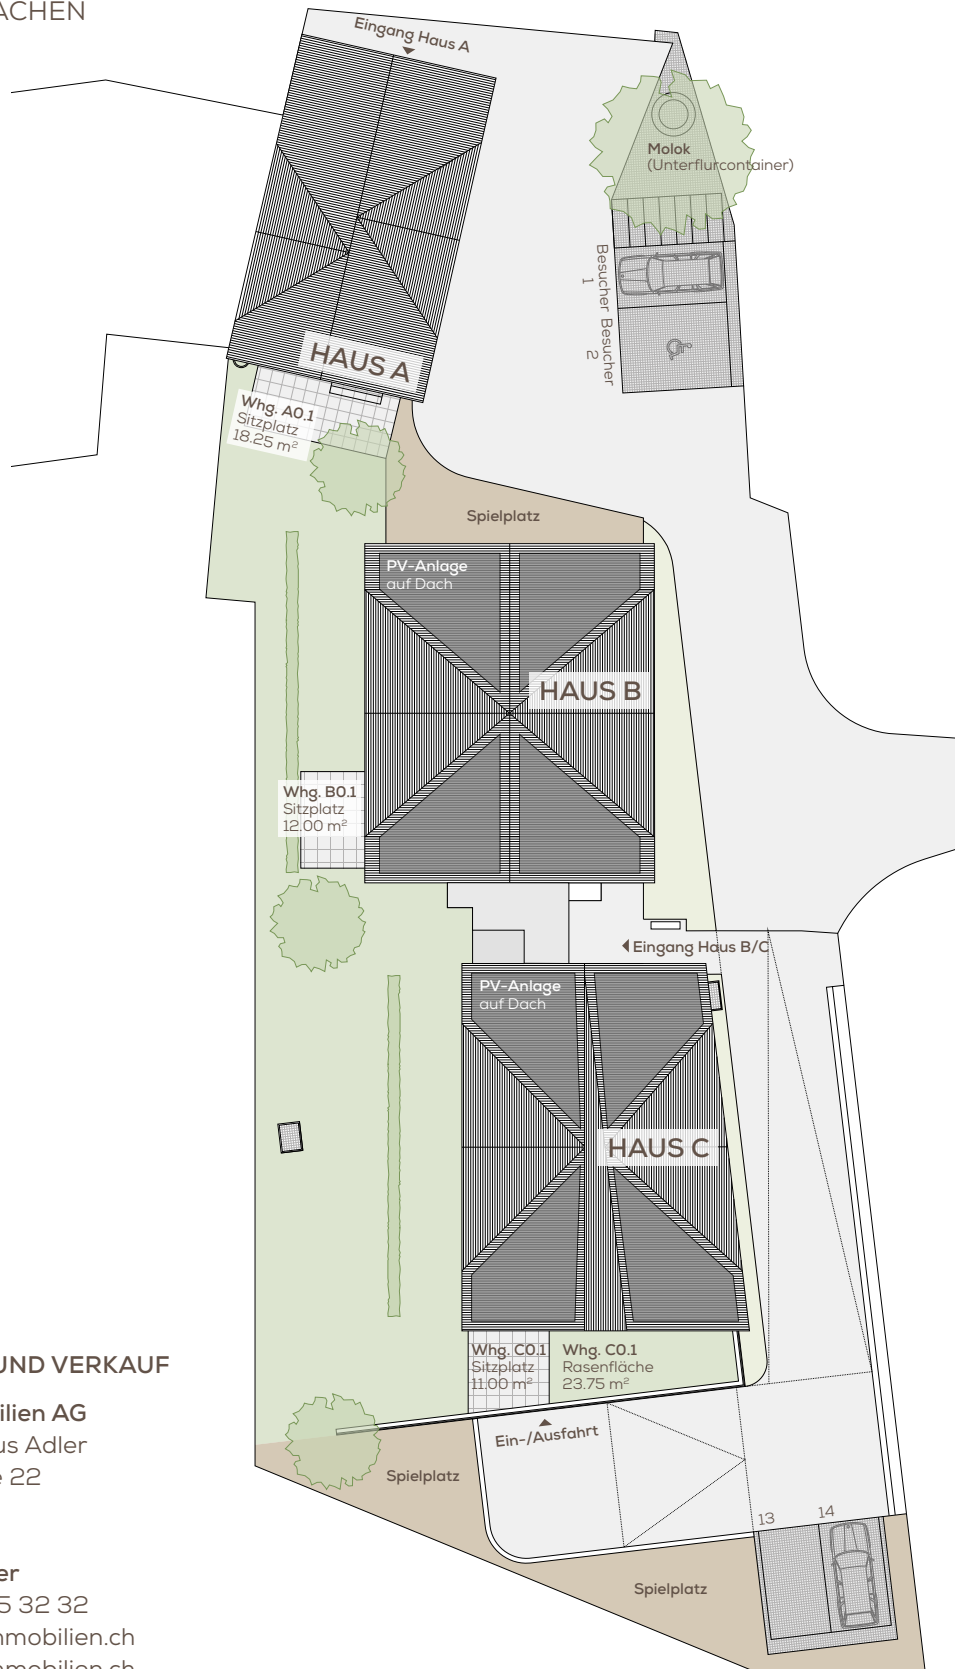 ACHEN
Eingang Haus A
Molok
(Unterflurcontainer)
Besucher
1
Besucher
2
HAUS A
Whg. A0.1
Sitzplatz
18.25 m²
Spielplatz
PV-Anlage
auf Dach
HAUS B
Whg. B0.1
Sitzplatz
12.00 m²
Eingang Haus B/C
PV-Anlage
auf Dach
HAUS C
Whg. C0.1
Sitzplatz
11.00 m²
Whg. C0.1
Rasenfläche
23.75 m²
Ein-/Ausfahrt
Spielplatz
13
14
Spielplatz
UND VERKAUF
ilien AG
us Adler
e 22
er
5 32 32
nmobilien.ch
nmobilien.ch